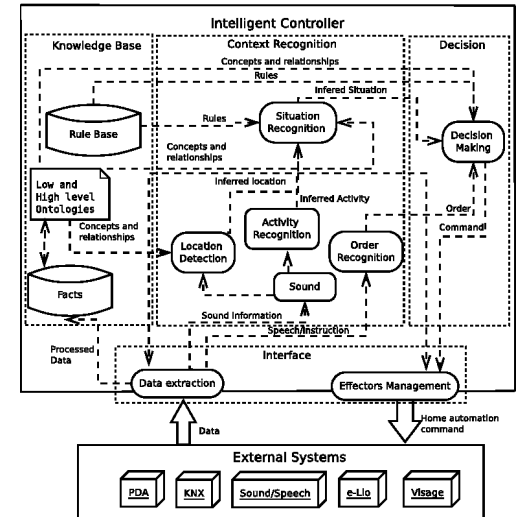 Intelligent Controller
Knowledge Base
Context Recognition
Decision
Concepts and relationships
Rules
Infered Situation
Rule Base
Rules
Situation
Recognition
Decision
Making
Concepts and
relationships
Low and
High level
Ontologies
Inferred location
Inferred Activity
Concepts and
relationships
Activity
Recognition
Order
Command
Location
Detection
Order
Recognition
Facts
Sound
Sound Information
Speech/Instruction
Processed
Data
Interface
Data extraction
Effectors Management
Data
Home automation
command
External Systems
PDA
KNX
Sound/Speech
e-Lio
Visage